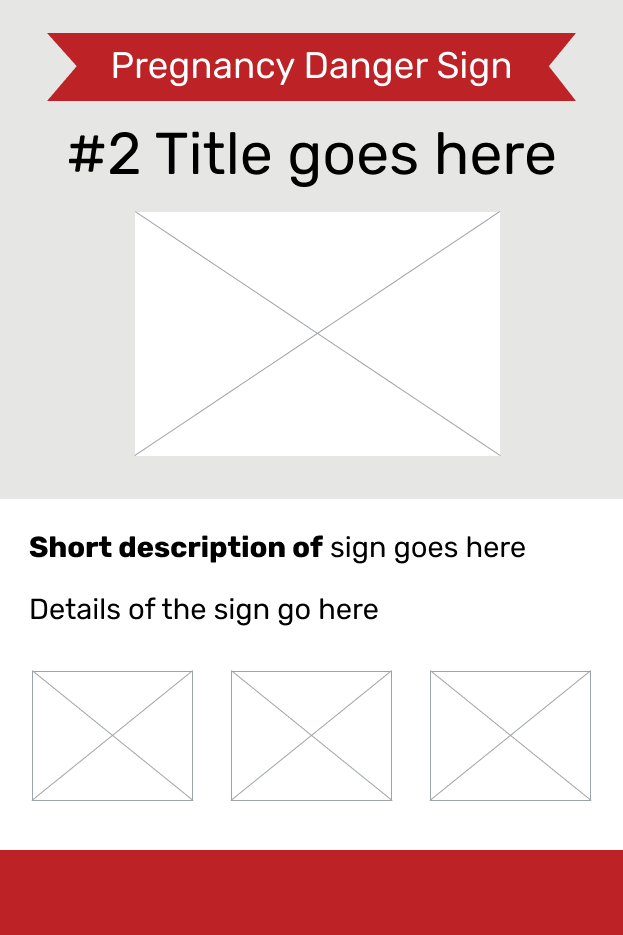 Pregnancy Danger Sign
#2 Title goes here
Short description of sign goes here
Details of the sign go here